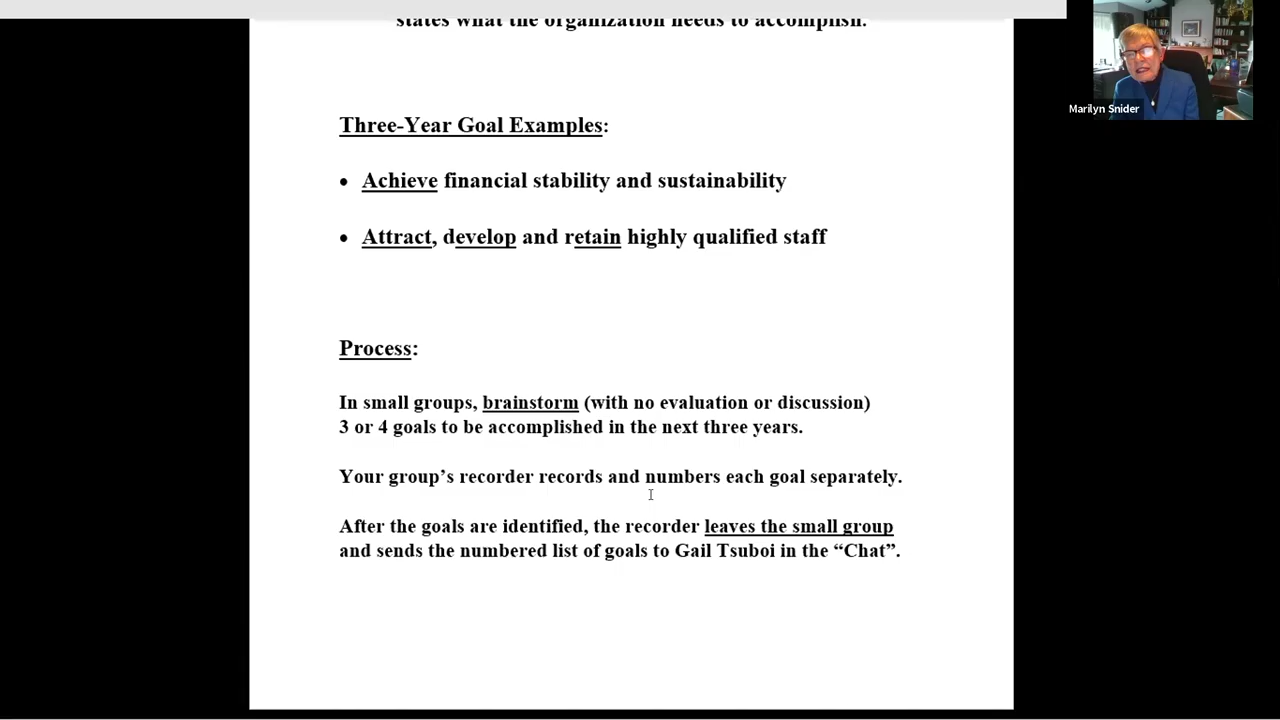 states what the organization needs to accomplish.
Marilyn Snider
Three-Year Goal Examples:
• Achieve financial stability and sustainability
• Attract, develop and retain highly qualified staff
Process:
In small groups, brainstorm (with no evaluation or discussion)
3 or 4 goals to be accomplished in the next three years.
Your group’s recorder records and numbers each goal separately.
After the goals are identified, the recorder leaves the small group
and sends the numbered list of goals to Gail Tsuboi in the “Chat”.